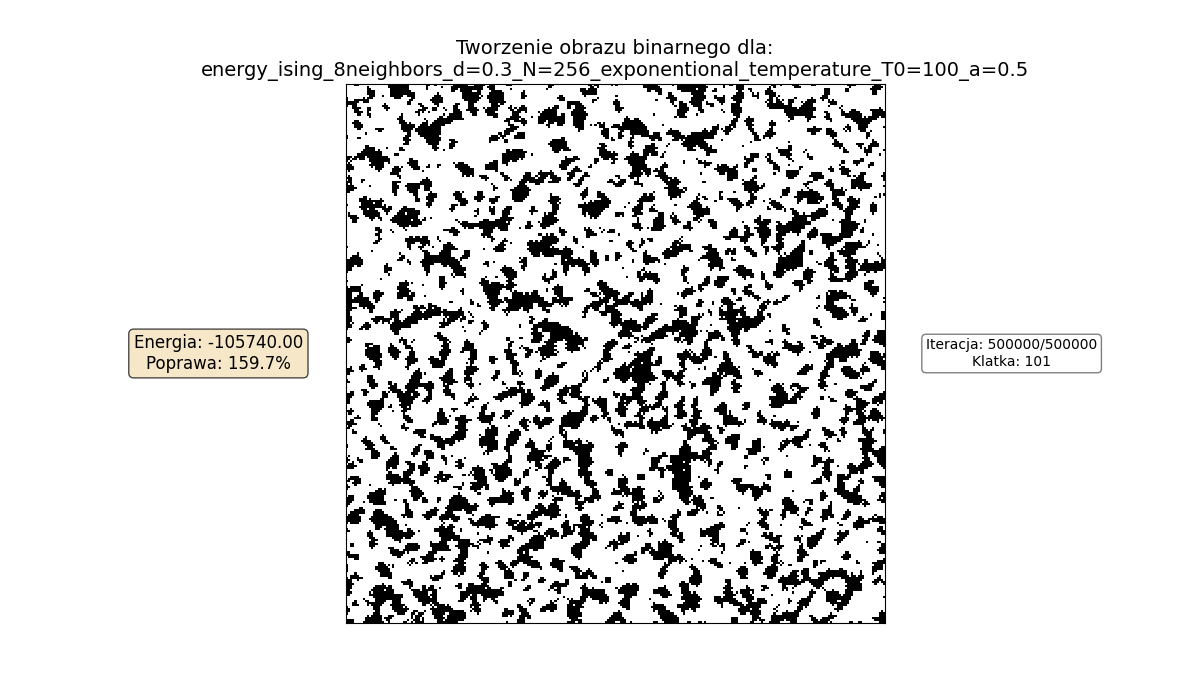 Tworzenie obrazu binarnego dla:
energy_ising_8neighbors_d=0.3_N=256_exponentional_temperature_T0=100_a=0.5
Energia: -105740.00
Poprawa: 159.7%
Iteracja: 500000/500000
Klatka: 101